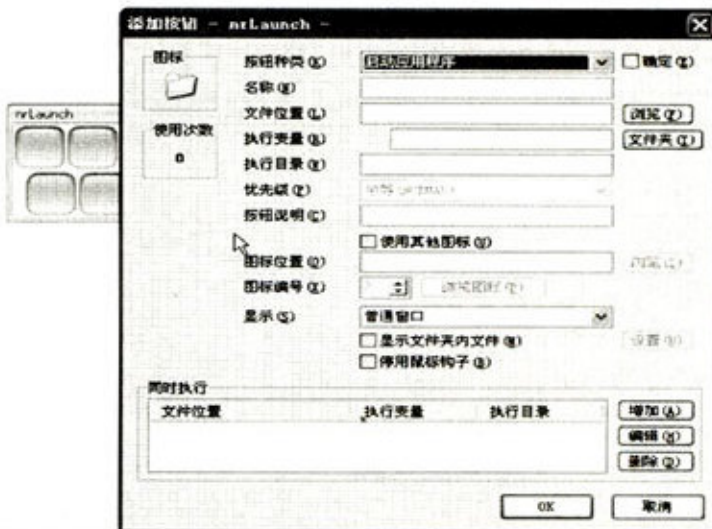 添加按钮 - nrLaunch -
图标
按钮种类(K) 启动应用程序 确定(K)
名称(N)
nrLaunch
文件位置(L) 浏览(P)
使用次数
执行变量(R) 文件夹(T)
0
执行目录(W)
优先级(P)
按钮说明(C)
使用其他图标(U)
图标位置(O)
图标编号(X)
显示(S) 普通窗口
显示文件夹内文件
停用鼠标钩子(B)
同时执行
文件位置 执行变量 执行目录
增加(A)
编辑(M)
删除(D)
OK 取消